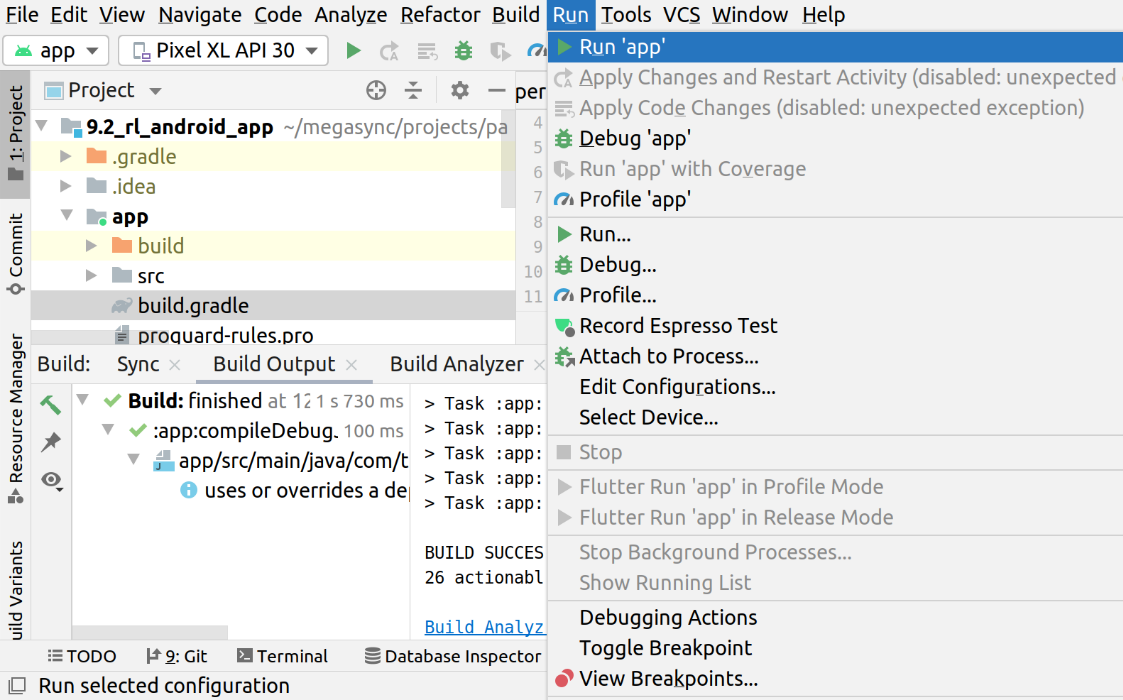 File Edit View Navigate Code Analyze Refactor Build Run Tools VCS Window Help
app Pixel XL API 30
Project
per
1: Project
Commit
Resource Manager
9.2_rl_android_app ~/megasync/projects/pa
.gradle
.idea
app
build
src
build.gradle
proguard-rules.pro
4
5
6
7
8
9
10
11
Build: Sync Build Output Build Analyzer
Build: finished at 12 1 s 730 ms
:app:compileDebug. 100 ms
app/src/main/java/com/t
uses or overrides a dep
> Task :app:
> Task :app:
> Task :app:
> Task :app:
> Task :app:
BUILD SUCCES
26 actionabl
Build Analyz
uild Variants
Run 'app'
Apply Changes and Restart Activity (disabled: unexpected
Apply Code Changes (disabled: unexpected exception)
Debug 'app'
Run 'app' with Coverage
Profile 'app'
Run...
Debug...
Profile...
Record Espresso Test
Attach to Process...
Edit Configurations...
Select Device...
Stop
Flutter Run 'app' in Profile Mode
Flutter Run 'app' in Release Mode
Stop Background Processes...
Show Running List
Debugging Actions
Toggle Breakpoint
View Breakpoints...
TODO 9: Git Terminal Database Inspector
Run selected configuration